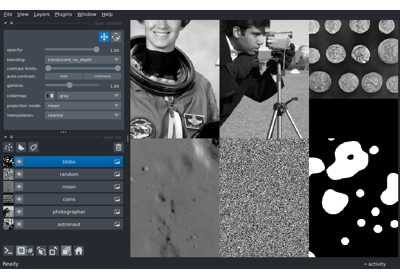 File View Layers Plugins Window Help
opacity: 1.00
blending: translucent_no_depth
contrast limits:
auto-contrast: once continuous
gamma: 1.00
colormap: gray
projection mode: mean
interpolation: nearest
blobs
random
moon
coins
photographer
astronaut
Ready
activity